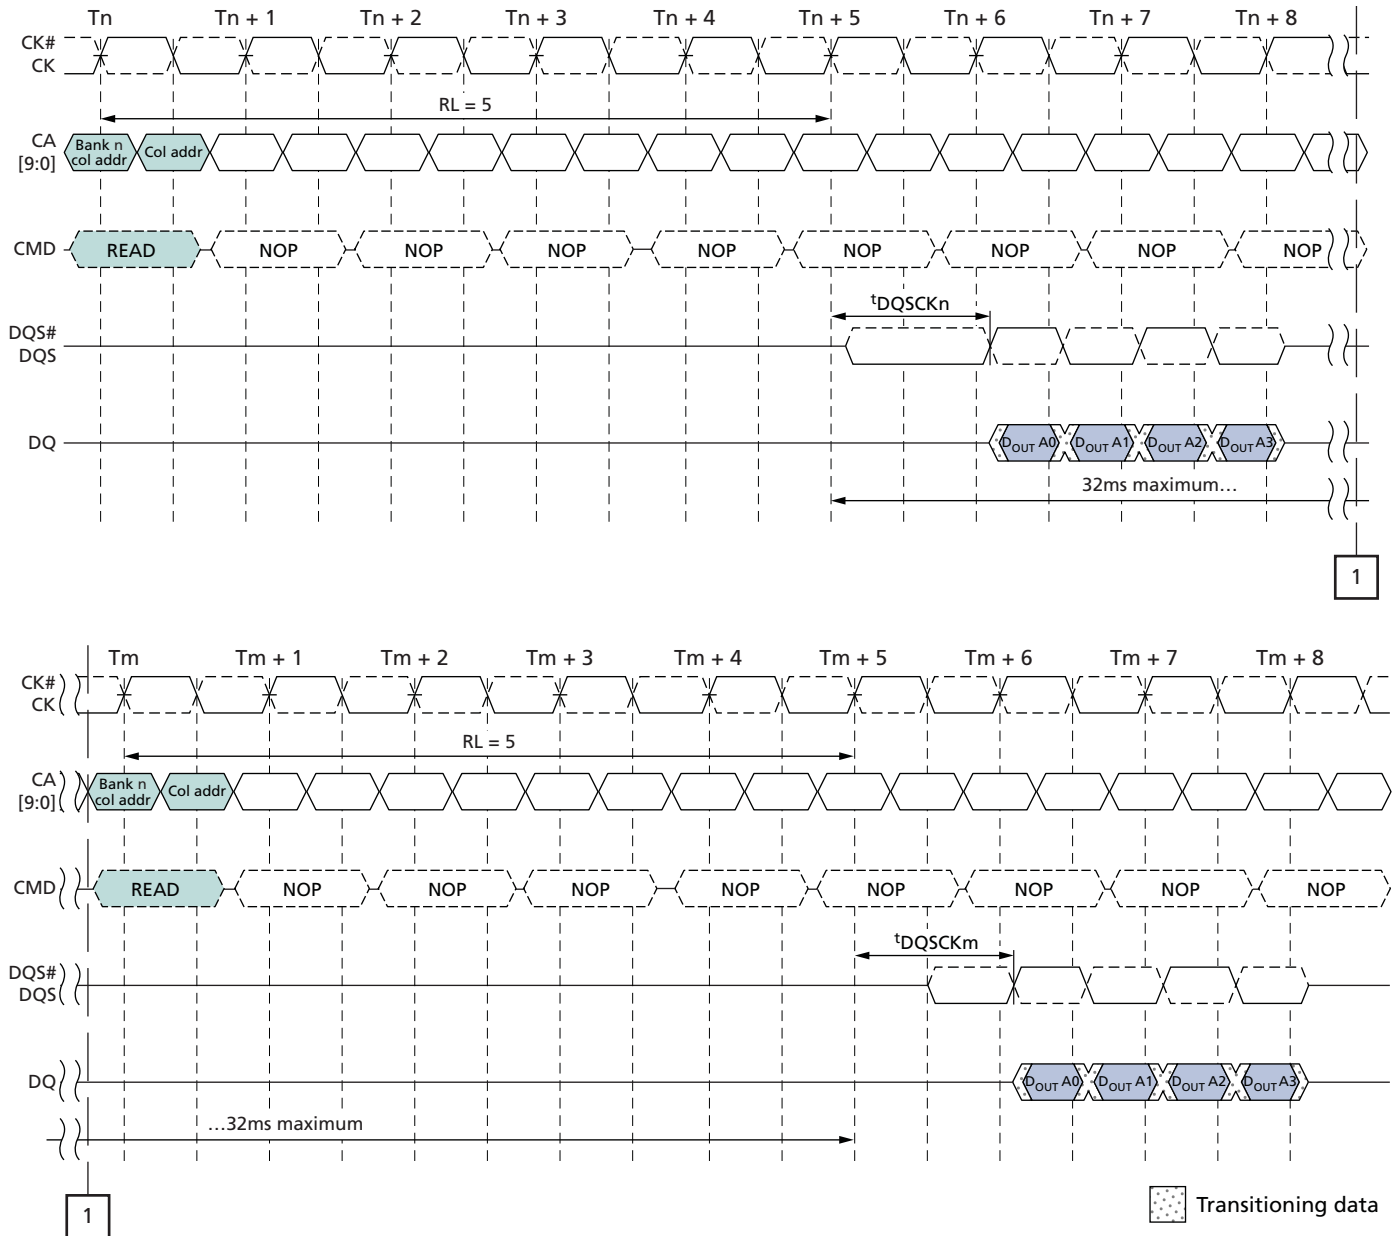 Tn Tn + 1 Tn + 2 Tn + 3 Tn + 4 Tn + 5 Tn + 6 Tn + 7 Tn + 8
CK#
CK
RL = 5
CA
[9:0]
Bank n
col addr
Col addr
CMD READ NOP NOP NOP NOP NOP NOP NOP NOP
tDQSCKn
DQS#
DQS
DQ DOUT A0 DOUT A1 DOUT A2 DOUT A3
32ms maximum…
1
Tm Tm + 1 Tm + 2 Tm + 3 Tm + 4 Tm + 5 Tm + 6 Tm + 7 Tm + 8
CK#
CK
RL = 5
CA
[9:0]
Bank n
col addr
Col addr
CMD READ NOP NOP NOP NOP NOP NOP NOP NOP
tDQSCKm
DQS#
DQS
DQ DOUT A0 DOUT A1 DOUT A2 DOUT A3
…32ms maximum
1
Transitioning data